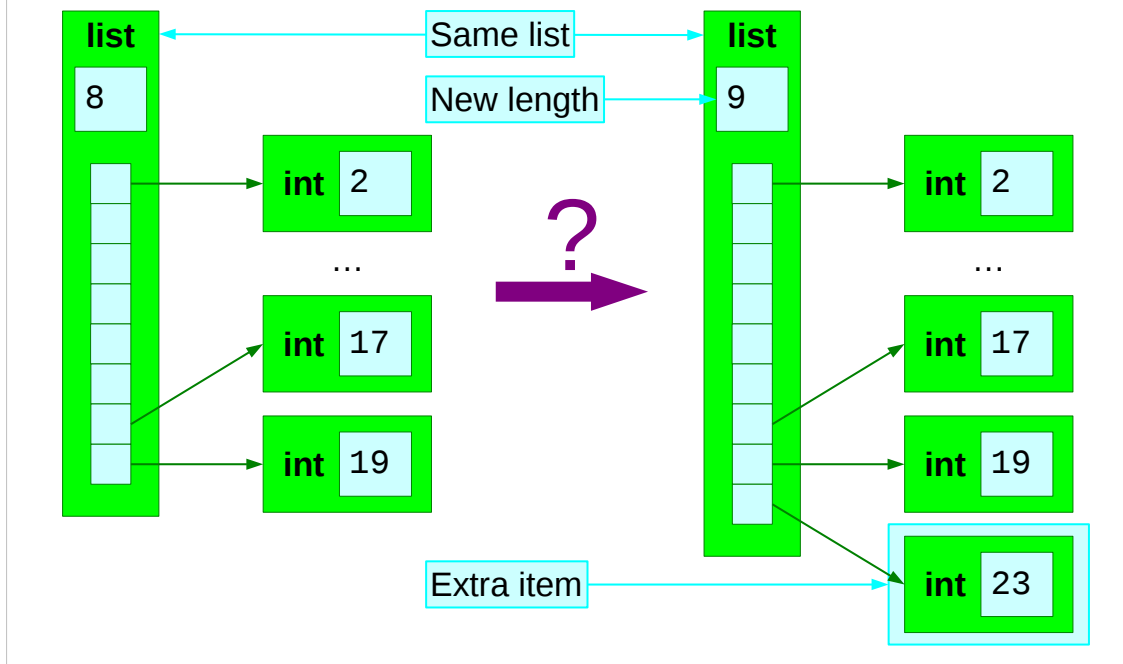 list
Same list
list
8
New length
9
int 2
?
int 2
...
...
int 17
int 17
int 19
int 19
Extra item
int 23